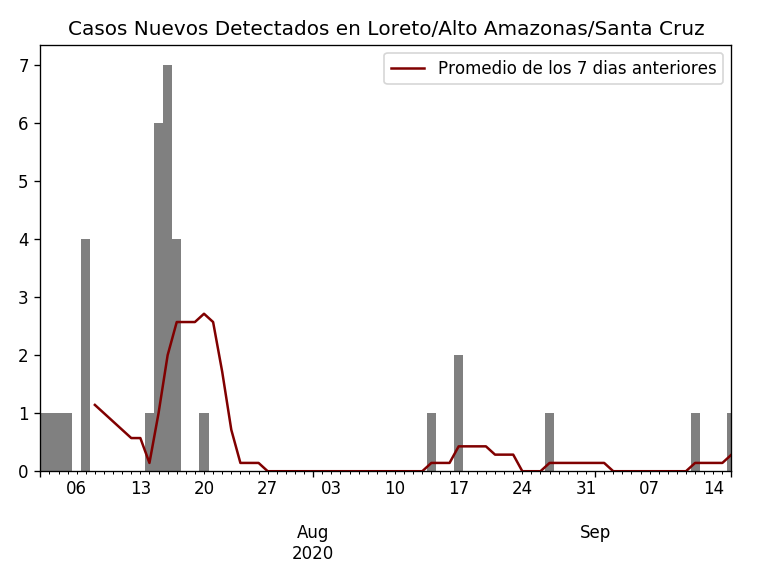 Casos Nuevos Detectados en Loreto/Alto Amazonas/Santa Cruz
Promedio de los 7 dias anteriores
7
6
5
4
3
2
1
0
06 13 20 27 03 10 17 24 31 07 14
Aug Sep
2020